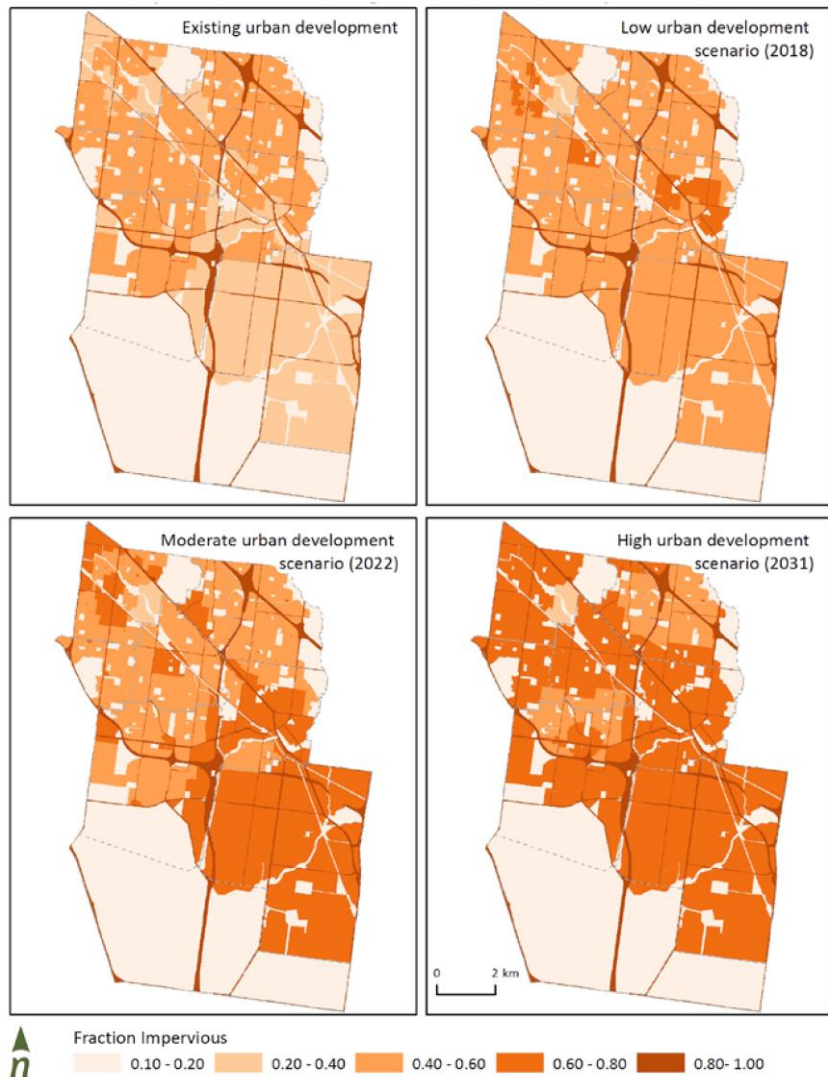 Existing urban development
Low urban development
scenario (2018)
Moderate urban development
scenario (2022)
High urban development
scenario (2031)
0 2 km
n
Fraction Impervious
0.10 - 0.20 0.20 - 0.40 0.40 - 0.60 0.60 - 0.80 0.80- 1.00